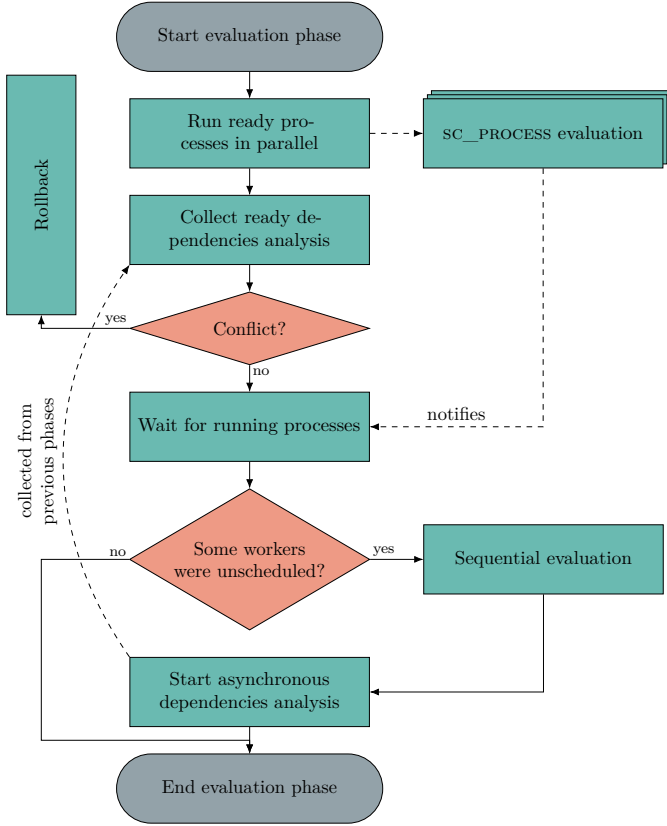 Start evaluation phase
Run ready pro-
cesses in parallel
SC_PROCESS evaluation
Rollback
Collect ready de-
pendencies analysis
Conflict?
yes
no
collected from
previous phases
Wait for running processes
notifies
Some workers
were unscheduled?
no
yes
Sequential evaluation
Start asynchronous
dependencies analysis
End evaluation phase